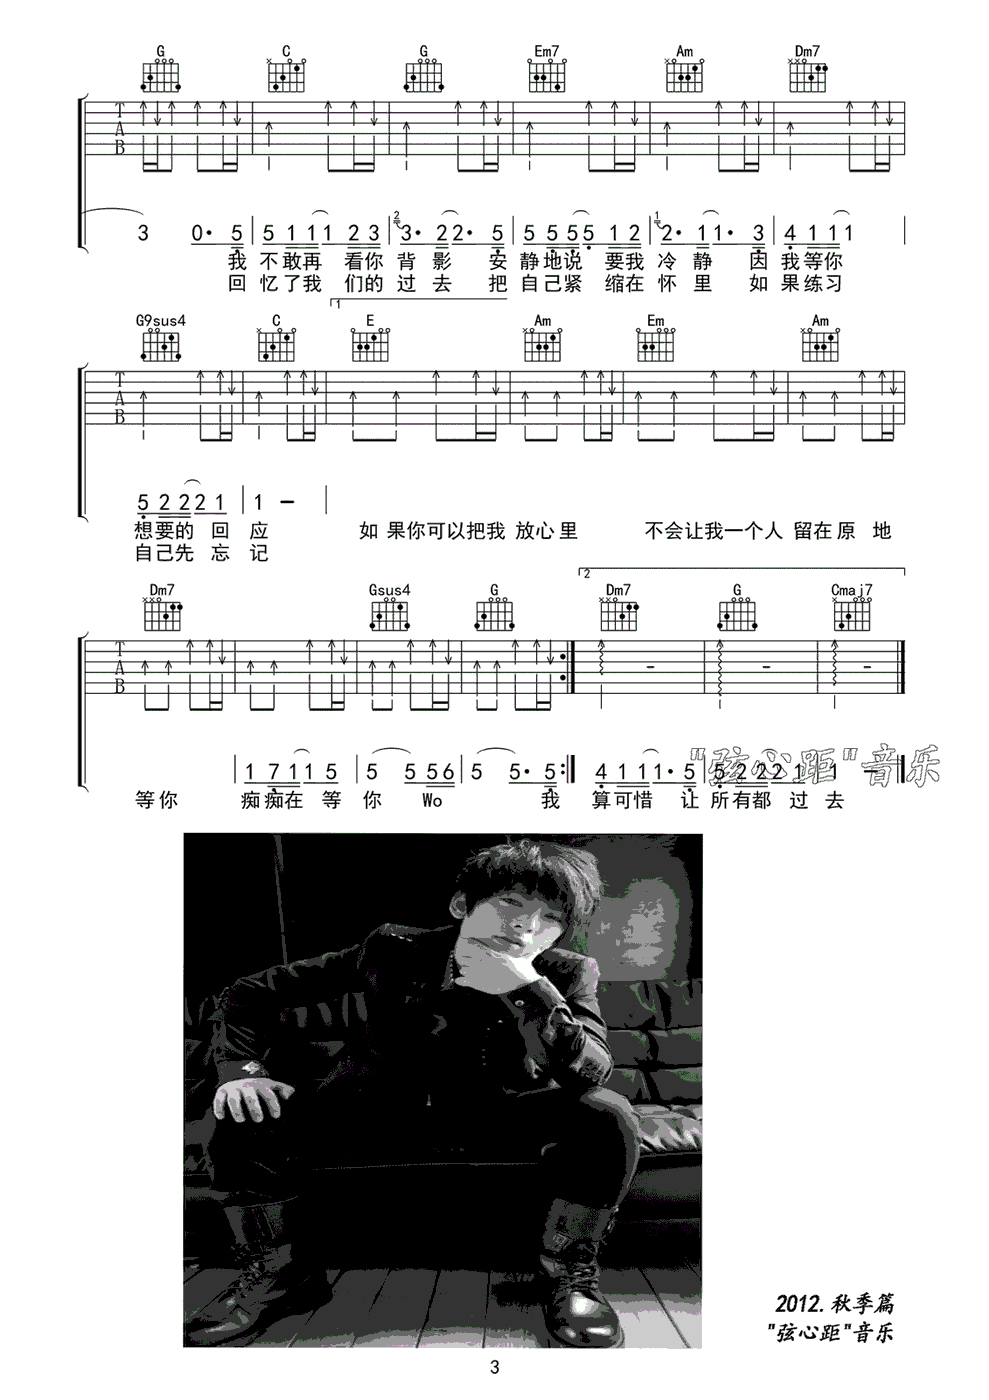 G C G Em7 Am Dm7
T
A
B
3 0· 5 5 1 1 1 2 3 2 3· 2 2· 5 5 5 5 5 1 2 1 2· 1 1· 3 4 1 1 1
我 不敢再 看你 背 影 安 静地说 要我 冷 静 因 我等你
回 忆了我 们的 过 去 把 自己紧 缩在 怀 里 如 果练习
1
G9sus4 C E Am Em Am
T
A
B
5 2 2 2 1 1 –
想要的 回 应 如果你可以把我 放心里 不会让我一个人 留在原 地
自己先 忘 记
2
Dm7 Gsus4 G Dm7 G Cmaj7
T
A
B
- - -
1 7 1 1 5 5 5 5 6 5 5· 5 4 1 1 1· 5 5 2 2 2 1 1 –
"弦心距"音乐
等你 痴痴在 等 你 Wo 我 算可惜 让 所有都 过 去
2012.秋季篇
"弦心距"音乐
3